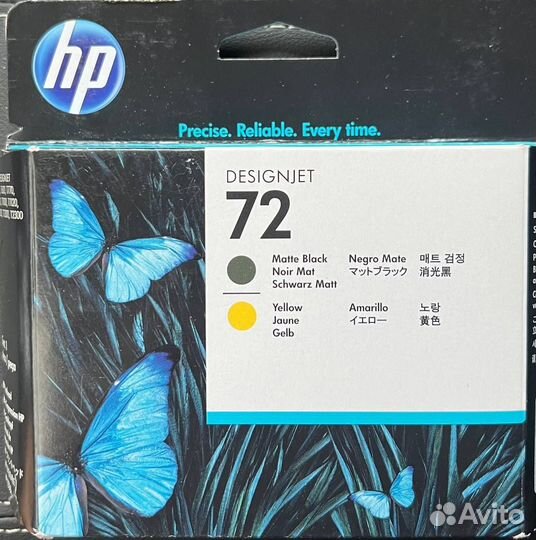 hp
Precise. Reliable. Every time.
DESIGNJET
72
Matte Black Negro Mate 매트 검정
Noir Mat マットブラック 消光黑
Schwarz Matt
Yellow Amarillo 노랑
Jaune イエロー 黄色
Gelb
Avito